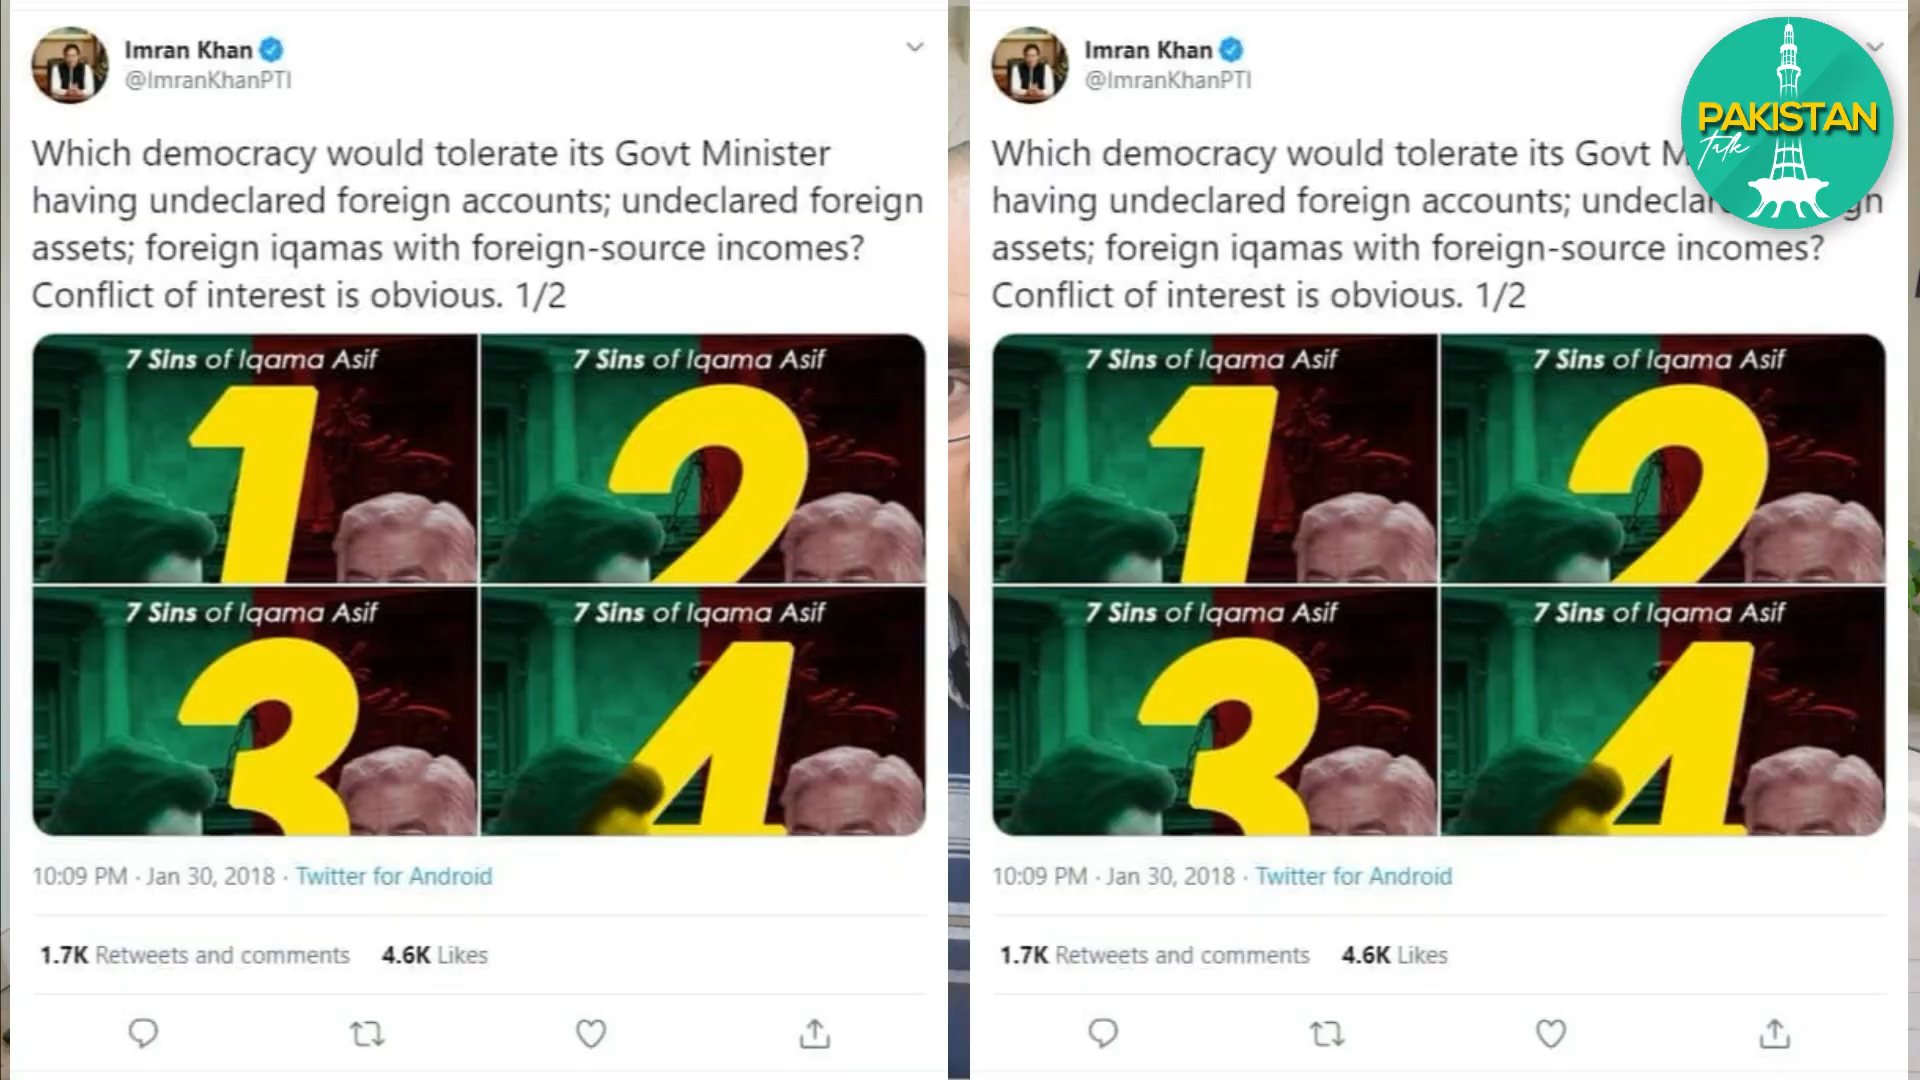 Imran Khan
@ImranKhanPTI
Which democracy would tolerate its Govt Minister
having undeclared foreign accounts; undeclared foreign
assets; foreign iqamas with foreign-source incomes?
Conflict of interest is obvious. 1/2
7 Sins of Iqama Asif
1
7 Sins of Iqama Asif
2
7 Sins of Iqama Asif
3
7 Sins of Iqama Asif
4
10:09 PM · Jan 30, 2018 · Twitter for Android
1.7K Retweets and comments 4.6K Likes
Imran Khan
@ImranKhanPTI
Which democracy would tolerate its Govt
having undeclared foreign accounts;
assets; foreign iqamas with foreign-source incomes?
Conflict of interest is obvious. 1/2
7 Sins of Iqama Asif
1
7 Sins of Iqama Asif
2
7 Sins of Iqama Asif
3
7 Sins of Iqama Asif
4
10:09 PM · Jan 30, 2018 · Twitter for Android
1.7K Retweets and comments 4.6K Likes
PAKISTAN
Talk